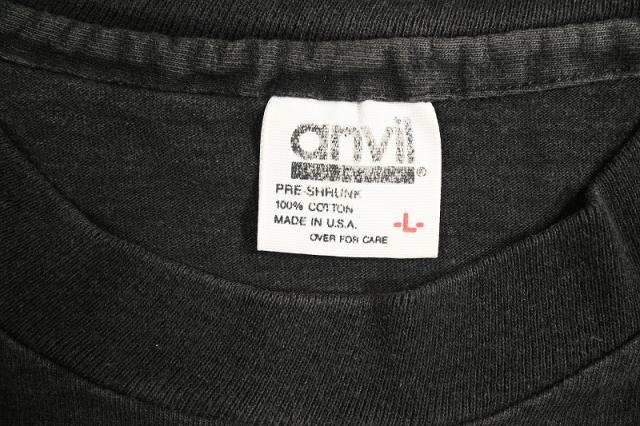 anvil
®
PRE-SHRUNK
100% COTTON
MADE IN U.S.A.
-L-
OVER FOR CARE